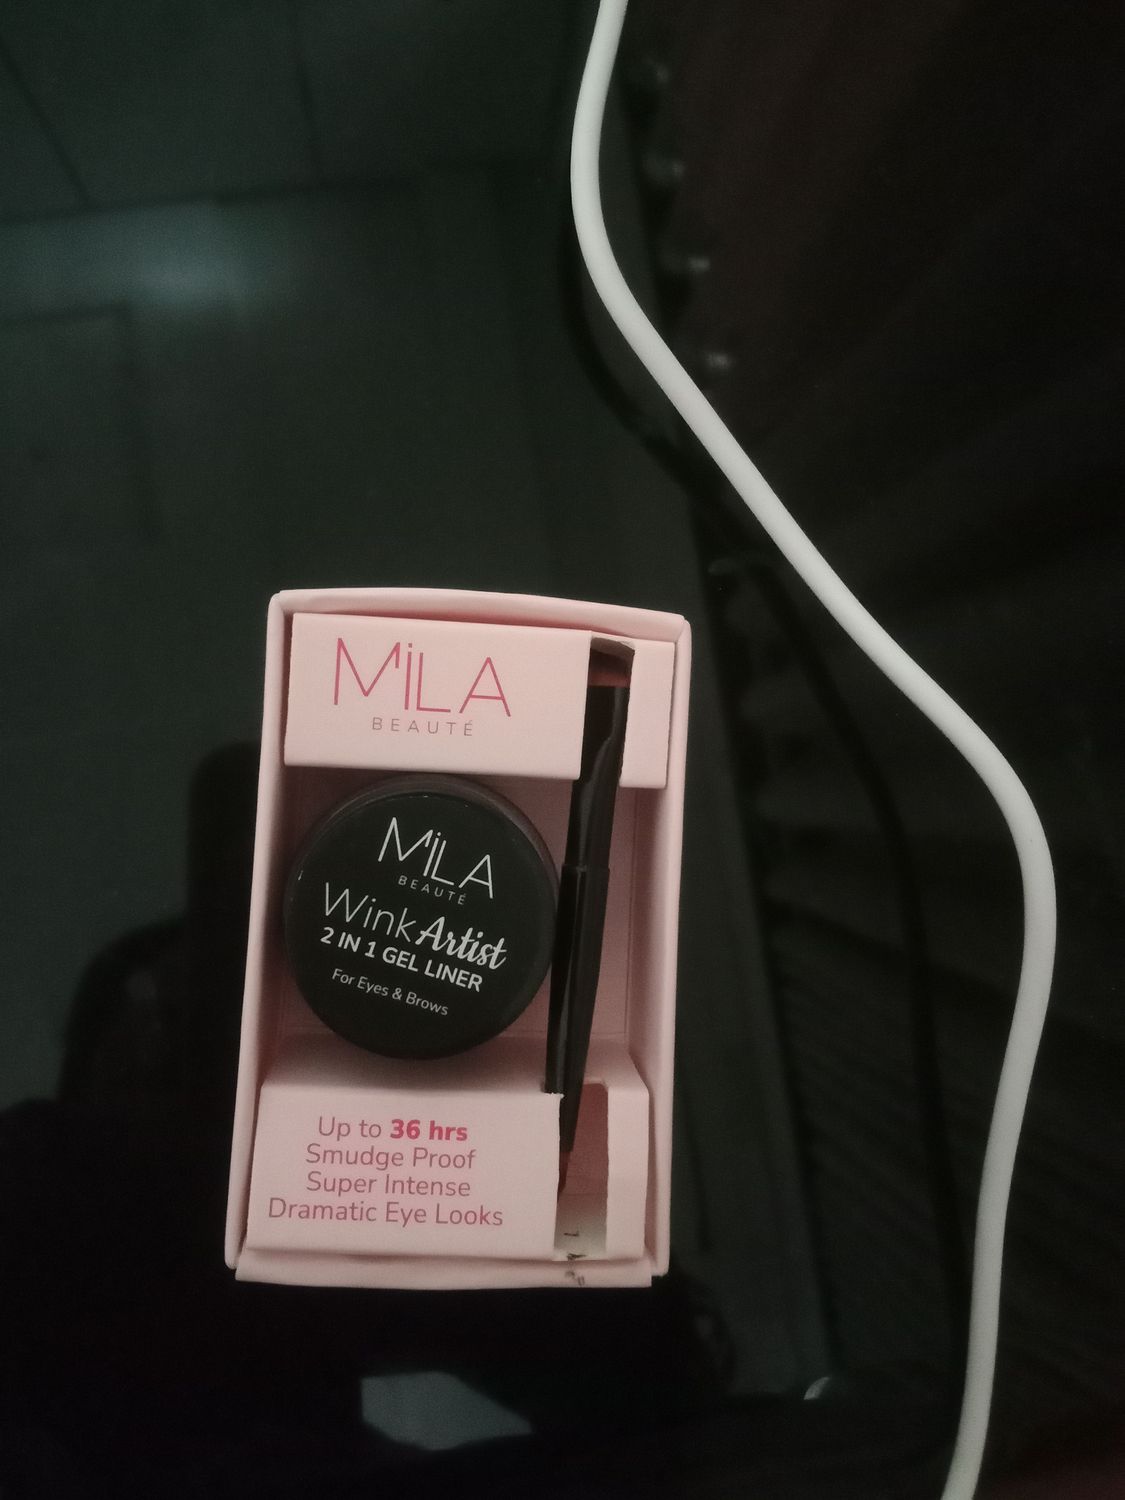 MiLA
BEAUTÉ
MiLA
BEAUTÉ
Wink Artist
2 IN 1 GEL LINER
For Eyes & Brows
Up to 36 hrs
Smudge Proof
Super Intense
Dramatic Eye Looks